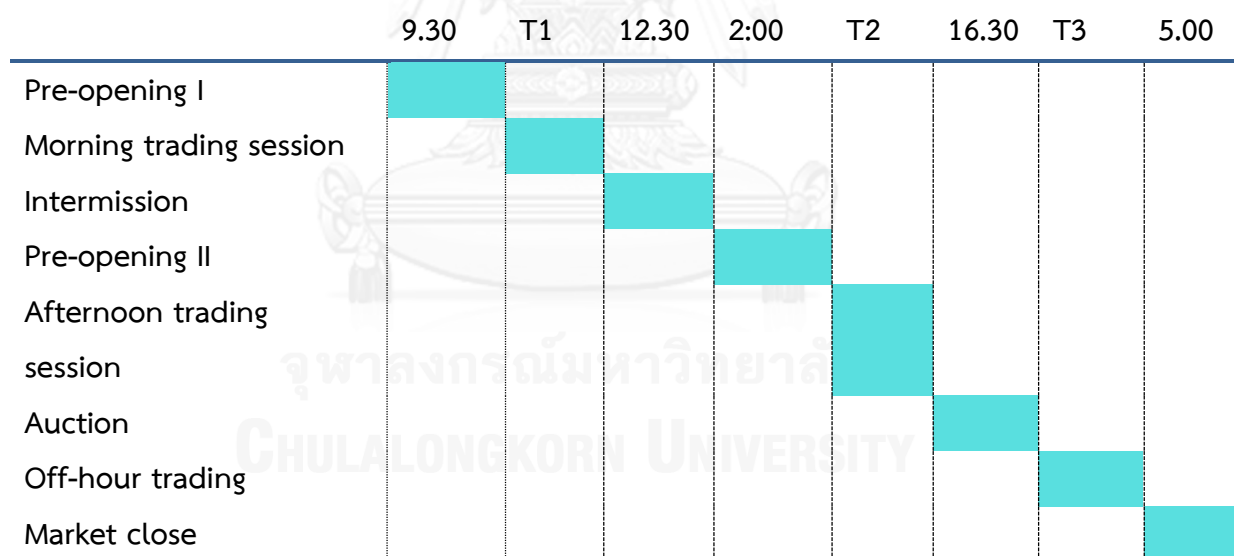 9.30 T1 12.30 2:00 T2 16.30 T3 5.00
Pre-opening I
Morning trading session
Intermission
Pre-opening II
Afternoon trading
session
จุฬาลงกรณ์มหาวิทยาลัย
Auction
CHULALONGKORN UNIVERSITY
Off-hour trading
Market close